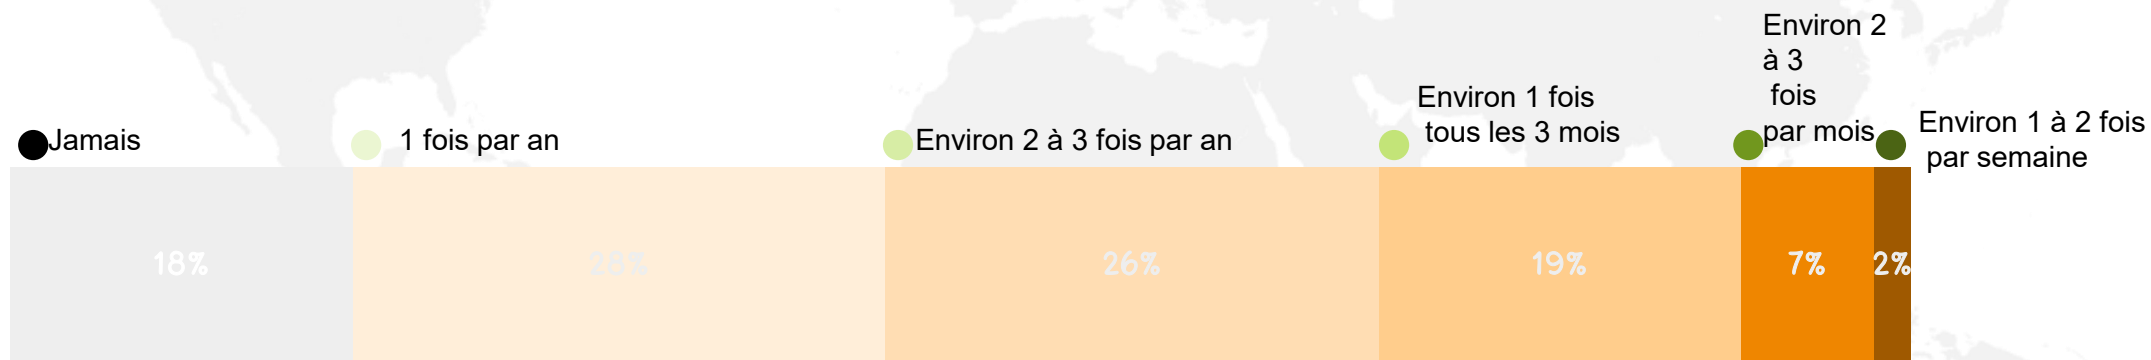 Jamais
1 fois par an
Environ 2 à 3 fois par an
Environ 1 fois
tous les 3 mois
Environ 2
à 3
fois
par mois
Environ 1 à 2 fois
par semaine
18%
28%
26%
19%
7%
2%